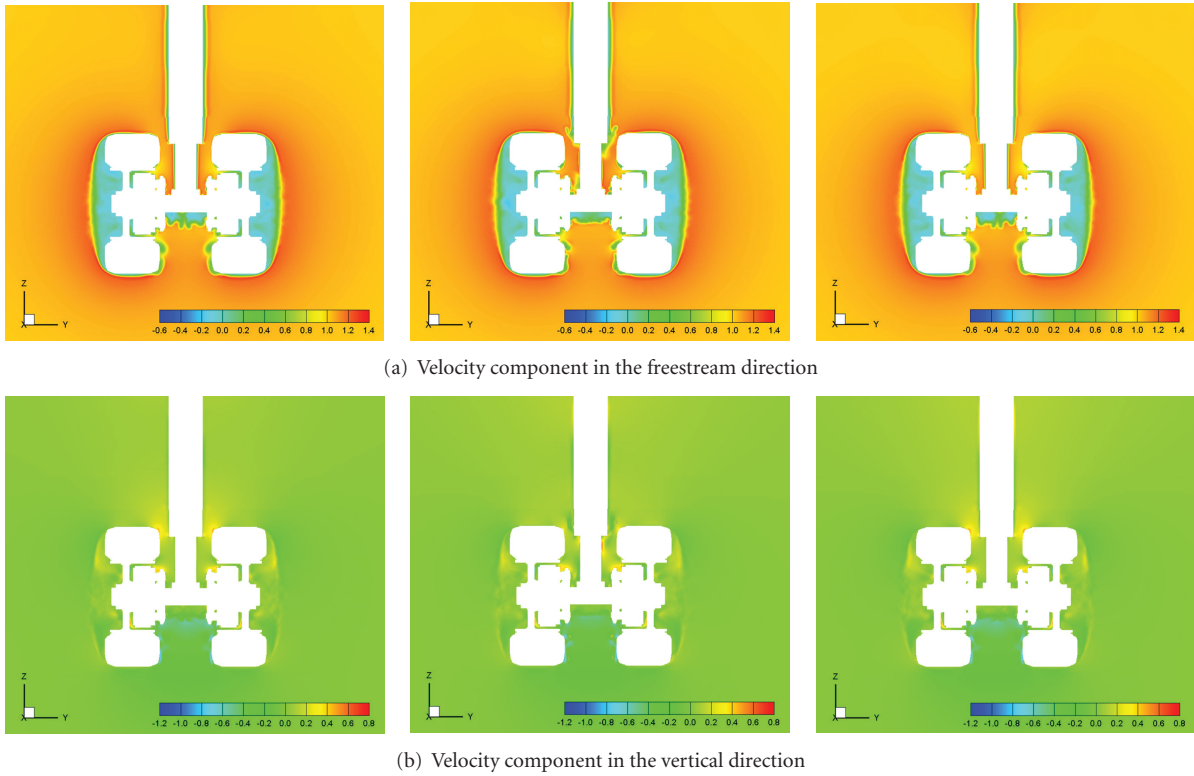 Z
X Y
-0.6 -0.4 -0.2 0.0 0.2 0.4 0.6 0.8 1.0 1.2 1.4
Z
X Y
-0.6 -0.4 -0.2 0.0 0.2 0.4 0.6 0.8 1.0 1.2 1.4
Z
X Y
-0.6 -0.4 -0.2 0.0 0.2 0.4 0.6 0.8 1.0 1.2 1.4
(a) Velocity component in the freestream direction
Z
X Y
-1.2 -1.0 -0.8 -0.6 -0.4 -0.2 0.0 0.2 0.4 0.6 0.8
Z
X Y
-1.2 -1.0 -0.8 -0.6 -0.4 -0.2 0.0 0.2 0.4 0.6 0.8
Z
X Y
-1.2 -1.0 -0.8 -0.6 -0.4 -0.2 0.0 0.2 0.4 0.6 0.8
(b) Velocity component in the vertical direction